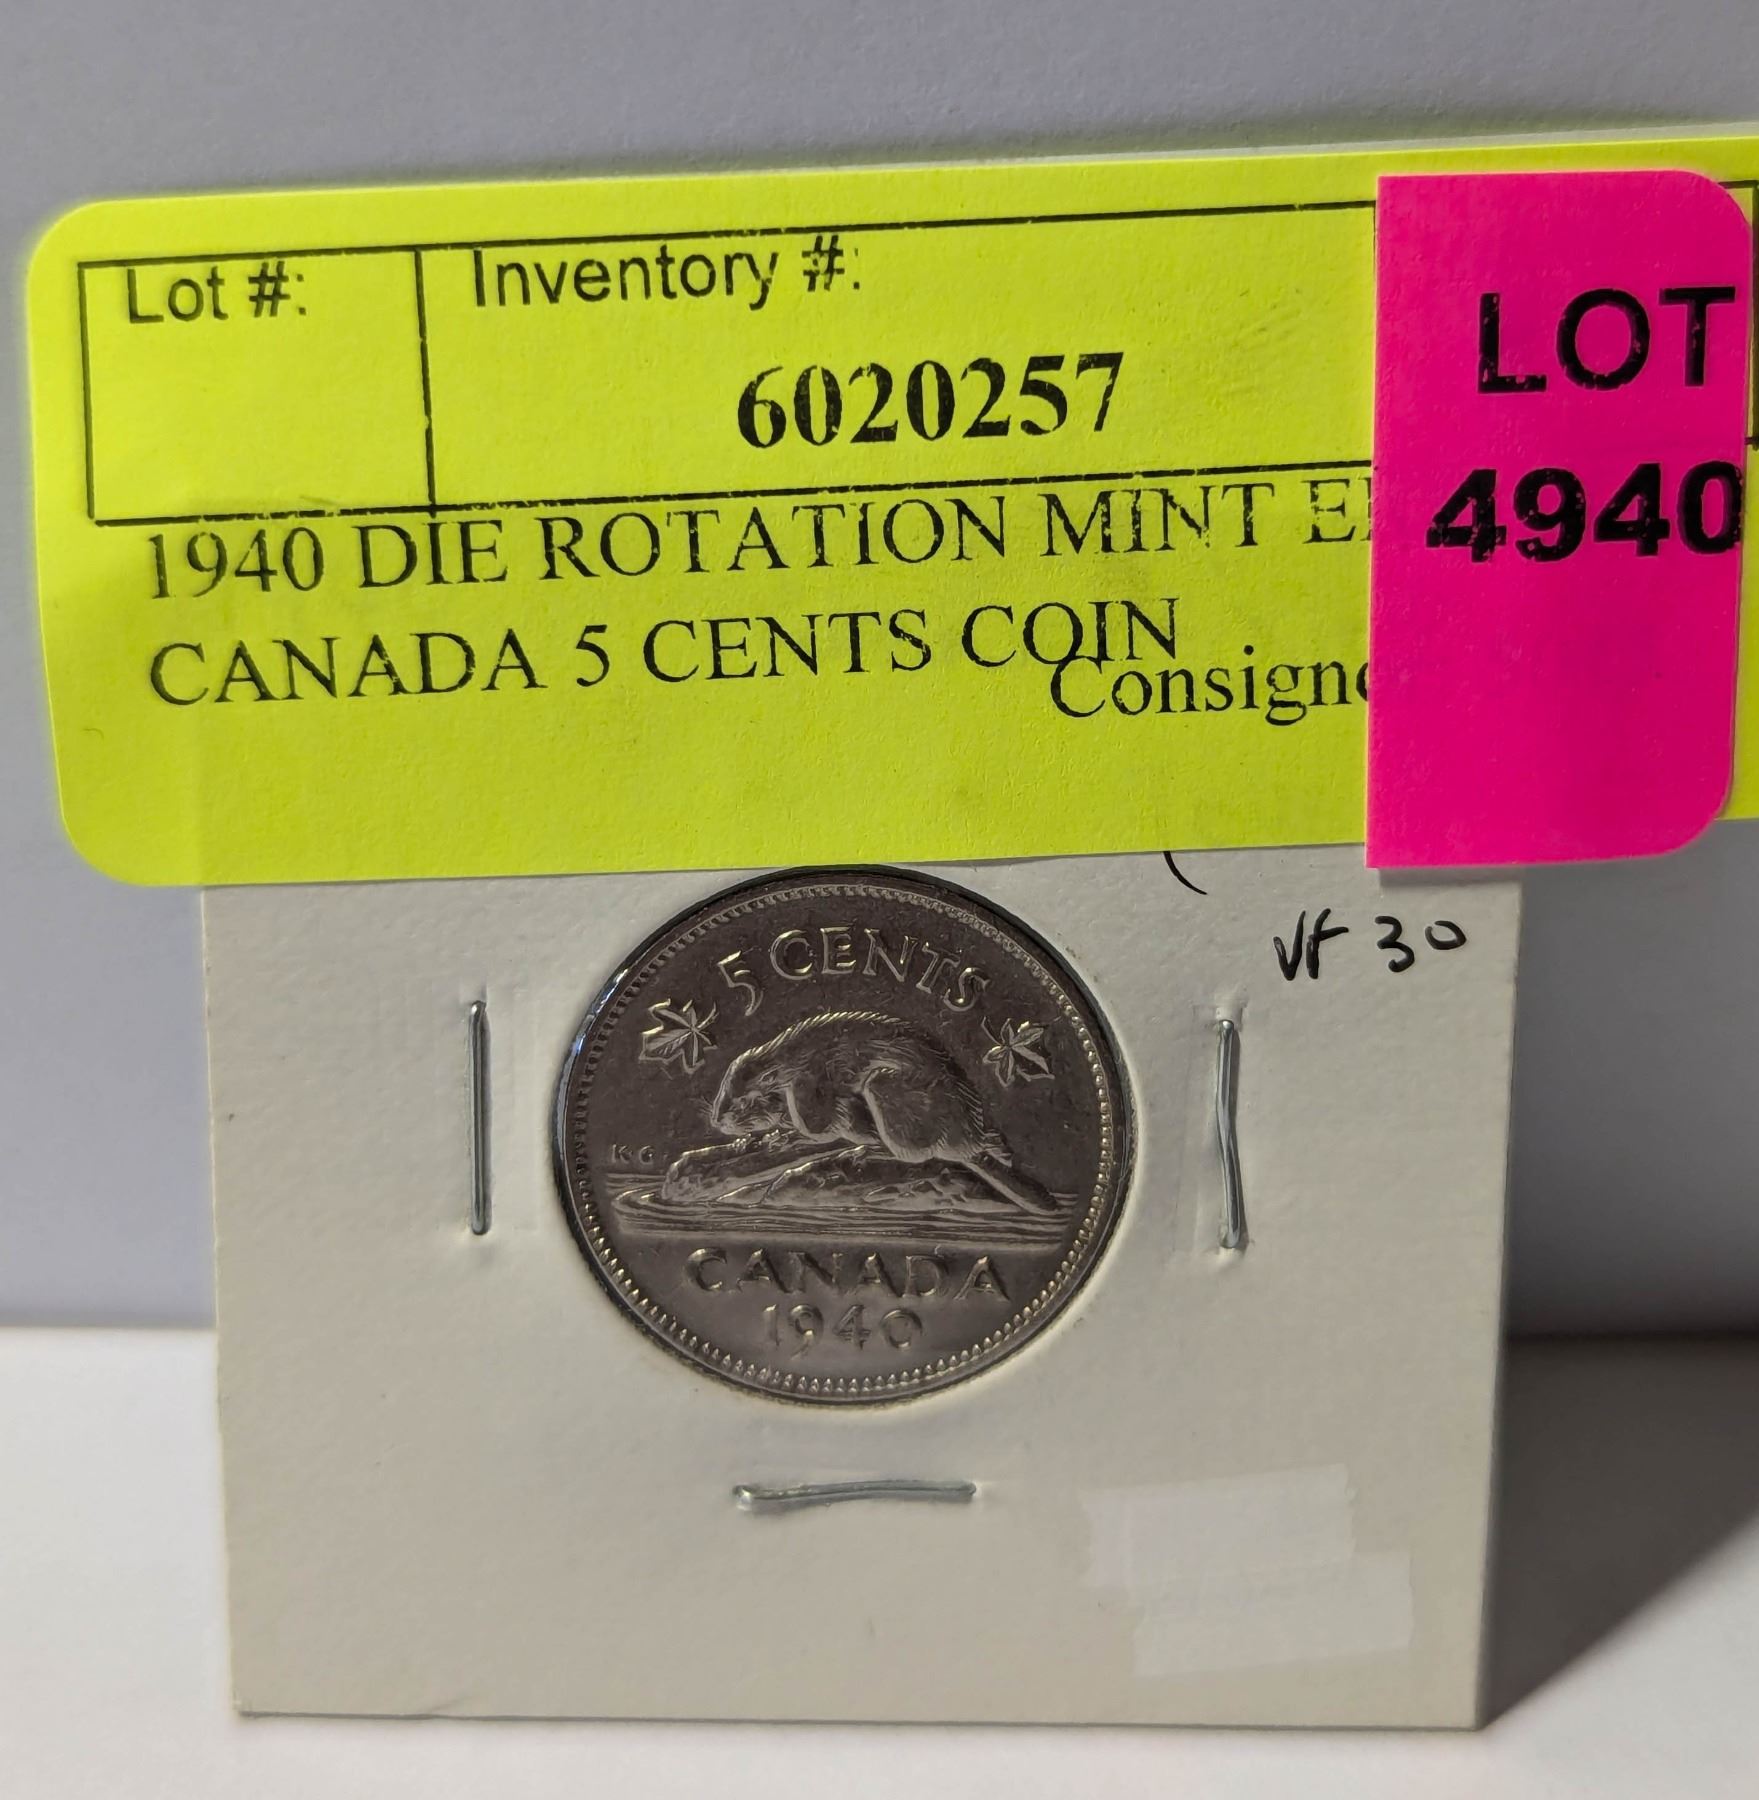 Lot #:
Inventory #:
6020257
LOT
4940
1940 DIE ROTATION MINT
CANADA 5 CENTS COIN
VF 30
5 CENTS
KG
CANADA
1940